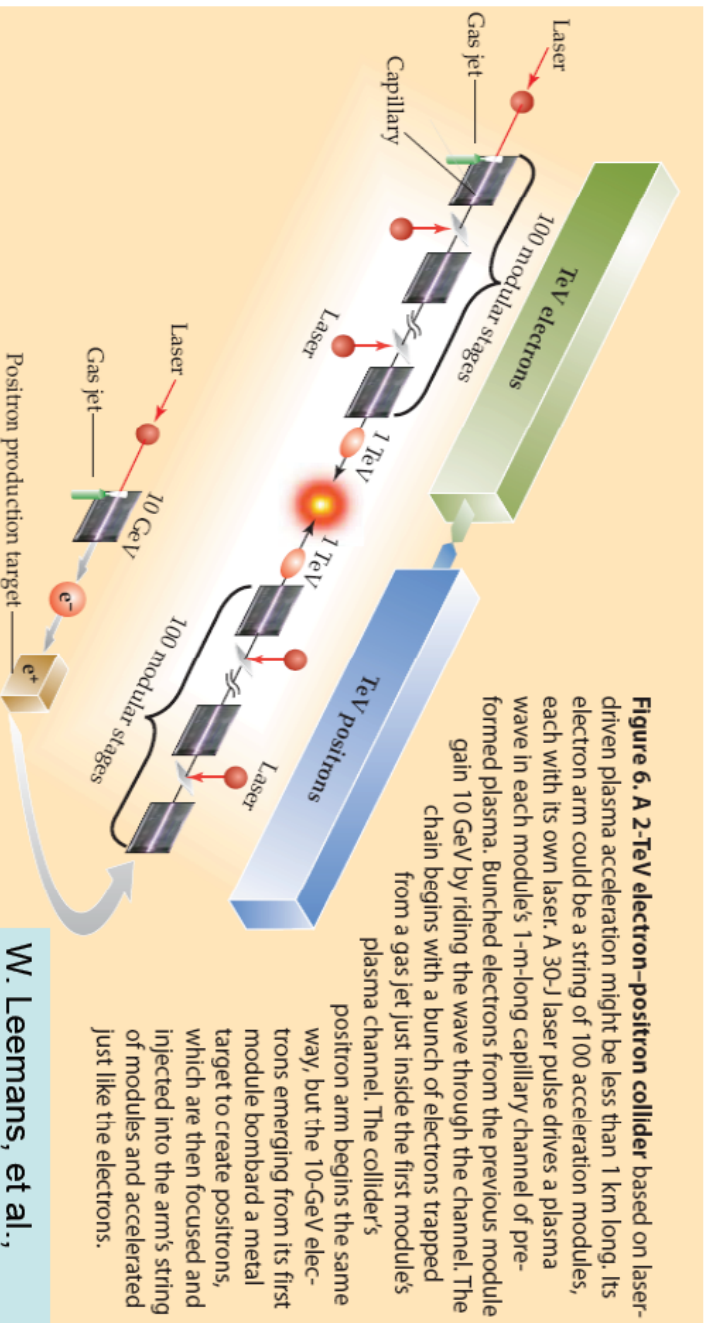 Figure 6. A 2-TeV electron–positron collider based on laser-
driven plasma acceleration might be less than 1 km long. Its
electron arm could be a string of 100 acceleration modules,
each with its own laser. A 30-J laser pulse drives a plasma
wave in each module's 1-m-long capillary channel of pre-
formed plasma. Bunched electrons from the previous module
gain 10 GeV by riding the wave through the channel. The
chain begins with a bunch of electrons trapped
from a gas jet just inside the first module's
plasma channel. The collider's
positron arm begins the same
way, but the 10-GeV elec-
trons emerging from its first
module bombard a metal
target to create positrons,
which are then focused and
injected into the arm's string
of modules and accelerated
just like the electrons.
TeV electrons
TeV positrons
Laser
Gas jet
Capillary
100 modular stages
Laser
1 TeV
1 TeV
100 modular stages
Laser
Laser
Gas jet
10 GeV
e⁻
e⁺
Positron production target
W. Leemans, et al.,